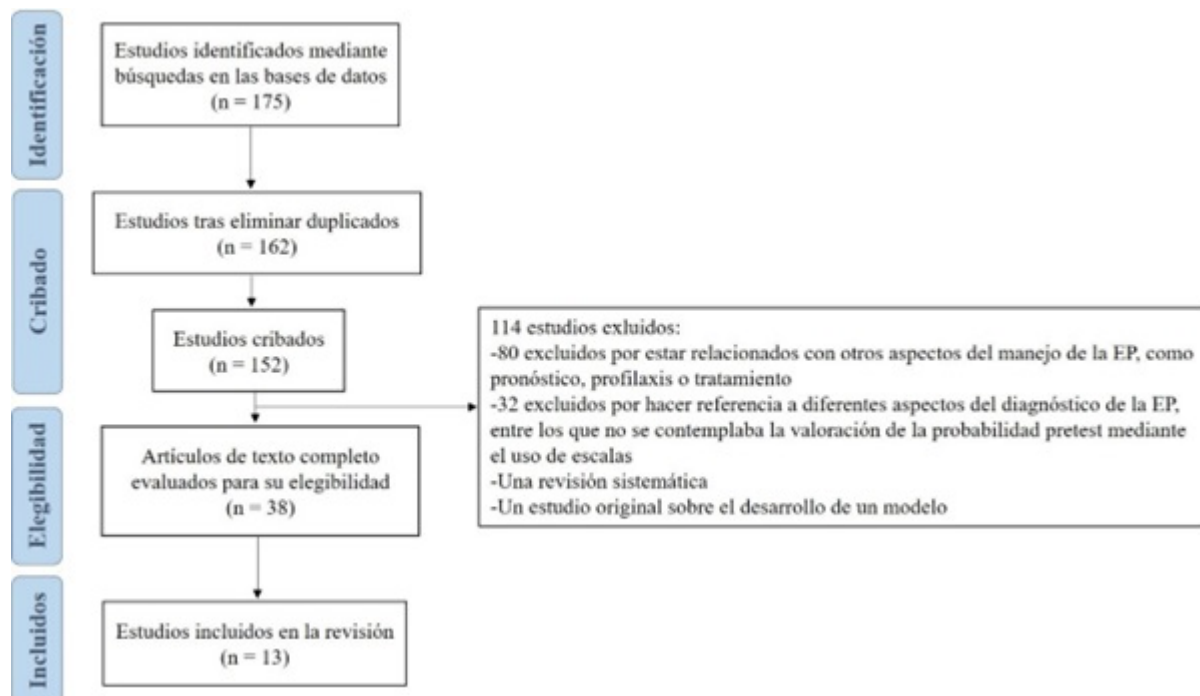 Identificación
Estudios identificados mediante
búsquedas en las bases de datos
(n = 175)
Cribado
Estudios tras eliminar duplicados
(n = 162)
Estudios cribados
(n = 152)
114 estudios exluidos:
-80 excluidos por estar relacionados con otros aspectos del manejo de la EP, como
pronóstico, profilaxis o tratamiento
-32 excluidos por hacer referencia a diferentes aspectos del diagnóstico de la EP,
entre los que no se contemplaba la valoración de la probabilidad pretest mediante
el uso de escalas
-Una revisión sistemática
-Un estudio original sobre el desarrollo de un modelo
Elegibilidad
Artículos de texto completo
evaluados para su elegibilidad
(n = 38)
Incluidos
Estudios incluidos en la revisión
(n = 13)